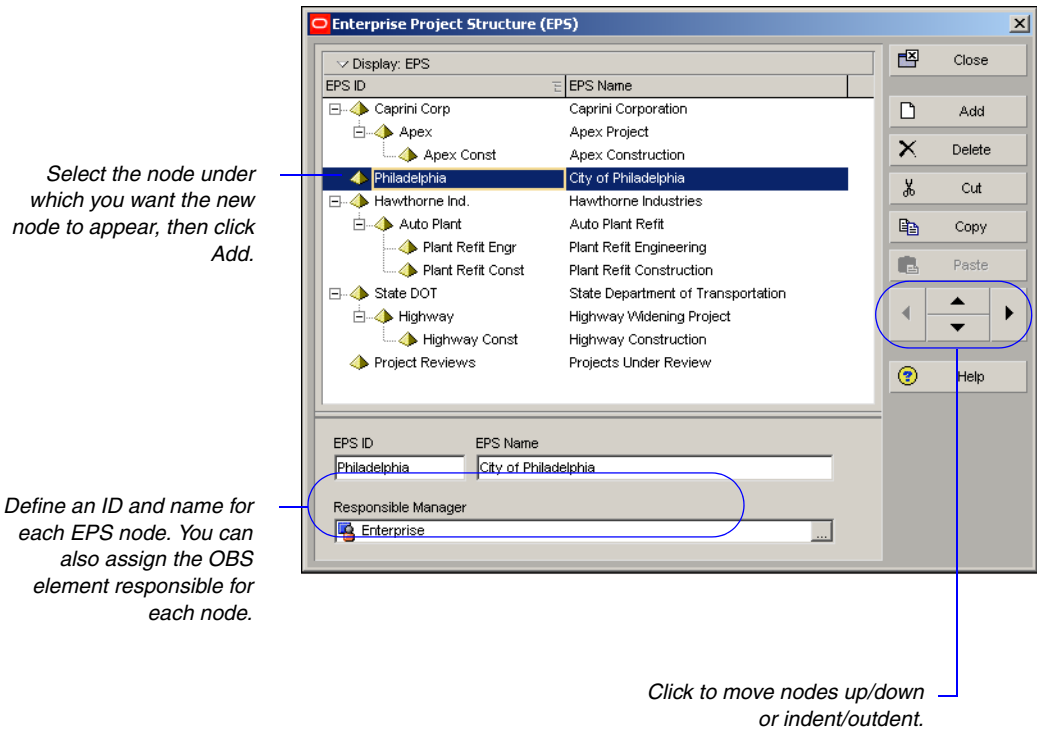 Enterprise Project Structure (EPS)
Display: EPS
EPS ID EPS Name
Caprini Corp Caprini Corporation
Apex Apex Project
Apex Const Apex Construction
Philadelphia City of Philadelphia
Hawthorne Ind. Hawthorne Industries
Auto Plant Auto Plant Refit
Plant Refit Engr Plant Refit Engineering
Plant Refit Const Plant Refit Construction
State DOT State Department of Transportation
Highway Highway Widening Project
Highway Const Highway Construction
Project Reviews Projects Under Review
Close
Add
Delete
Cut
Copy
Paste
Help
EPS ID EPS Name
Philadelphia City of Philadelphia
Responsible Manager
Enterprise
...
Select the node under
which you want the new
node to appear, then click
Add.
Define an ID and name for
each EPS node. You can
also assign the OBS
element responsible for
each node.
Click to move nodes up/down
or indent/outdent.